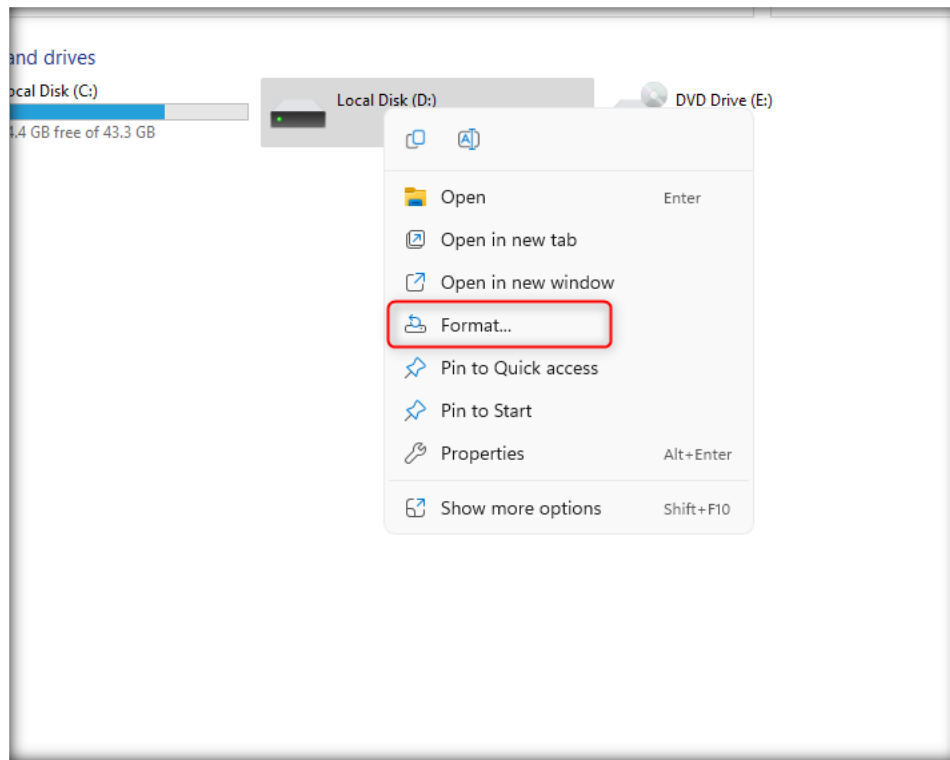 and drives
ocal Disk (C:)
4.4 GB free of 43.3 GB
Local Disk (D:)
DVD Drive (E:)
A
Open Enter
Open in new tab
Open in new window
Format...
Pin to Quick access
Pin to Start
Properties Alt+Enter
Show more options Shift+F10